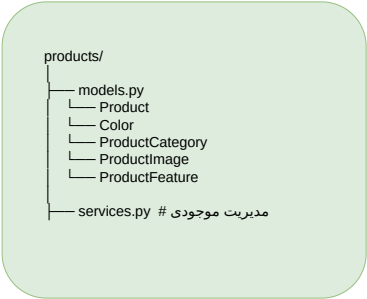 products/
│
├── models.py
│   └── Product
│   └── Color
│   └── ProductCategory
│   └── ProductImage
│   └── ProductFeature
│
├── services.py  # مدیریت موجودی